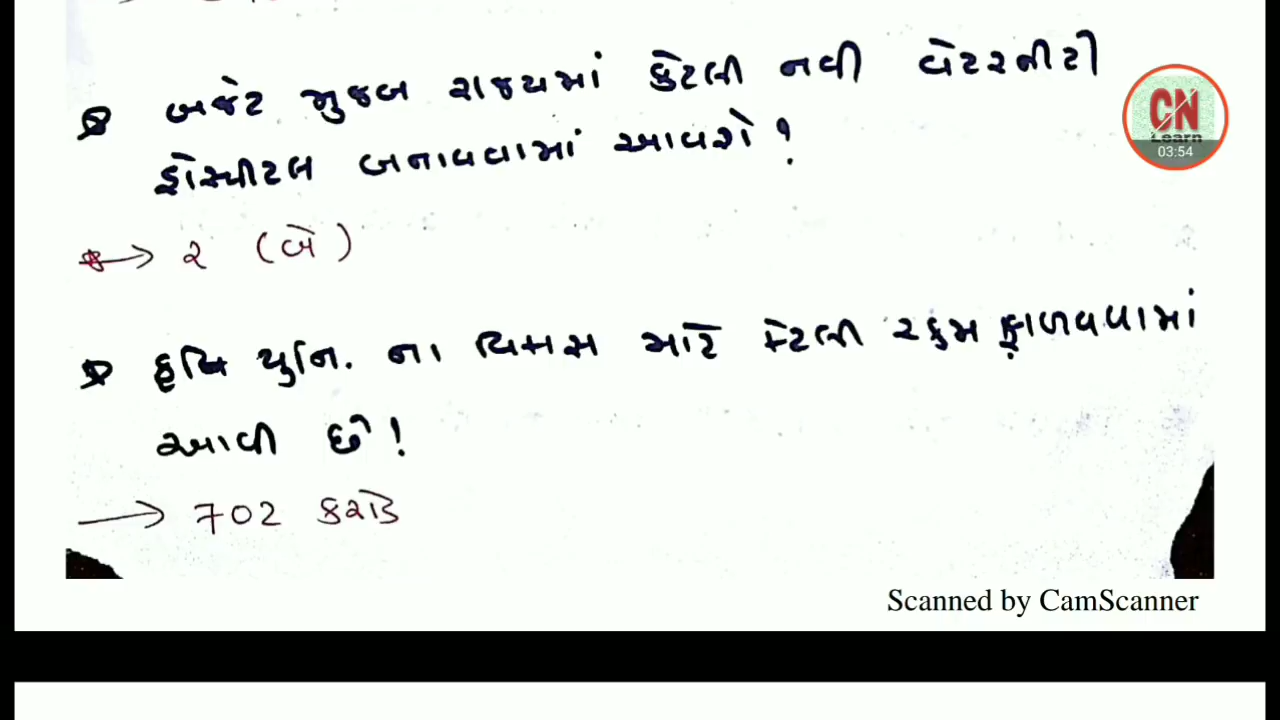 બજેટ મુજબ રાજ્યમાં કેટલી નવી વેટરનીટી
હોસ્પીટલ બનાવવામાં આવશે?
→ ૨ (બે)
કૃષિ યુનિ. ના વિકાસ માટે કેટલી રકમ ફાળવવામાં
આવી છે!
→ 702 કરોડ
Scanned by CamScanner
CN
Learn
03:54